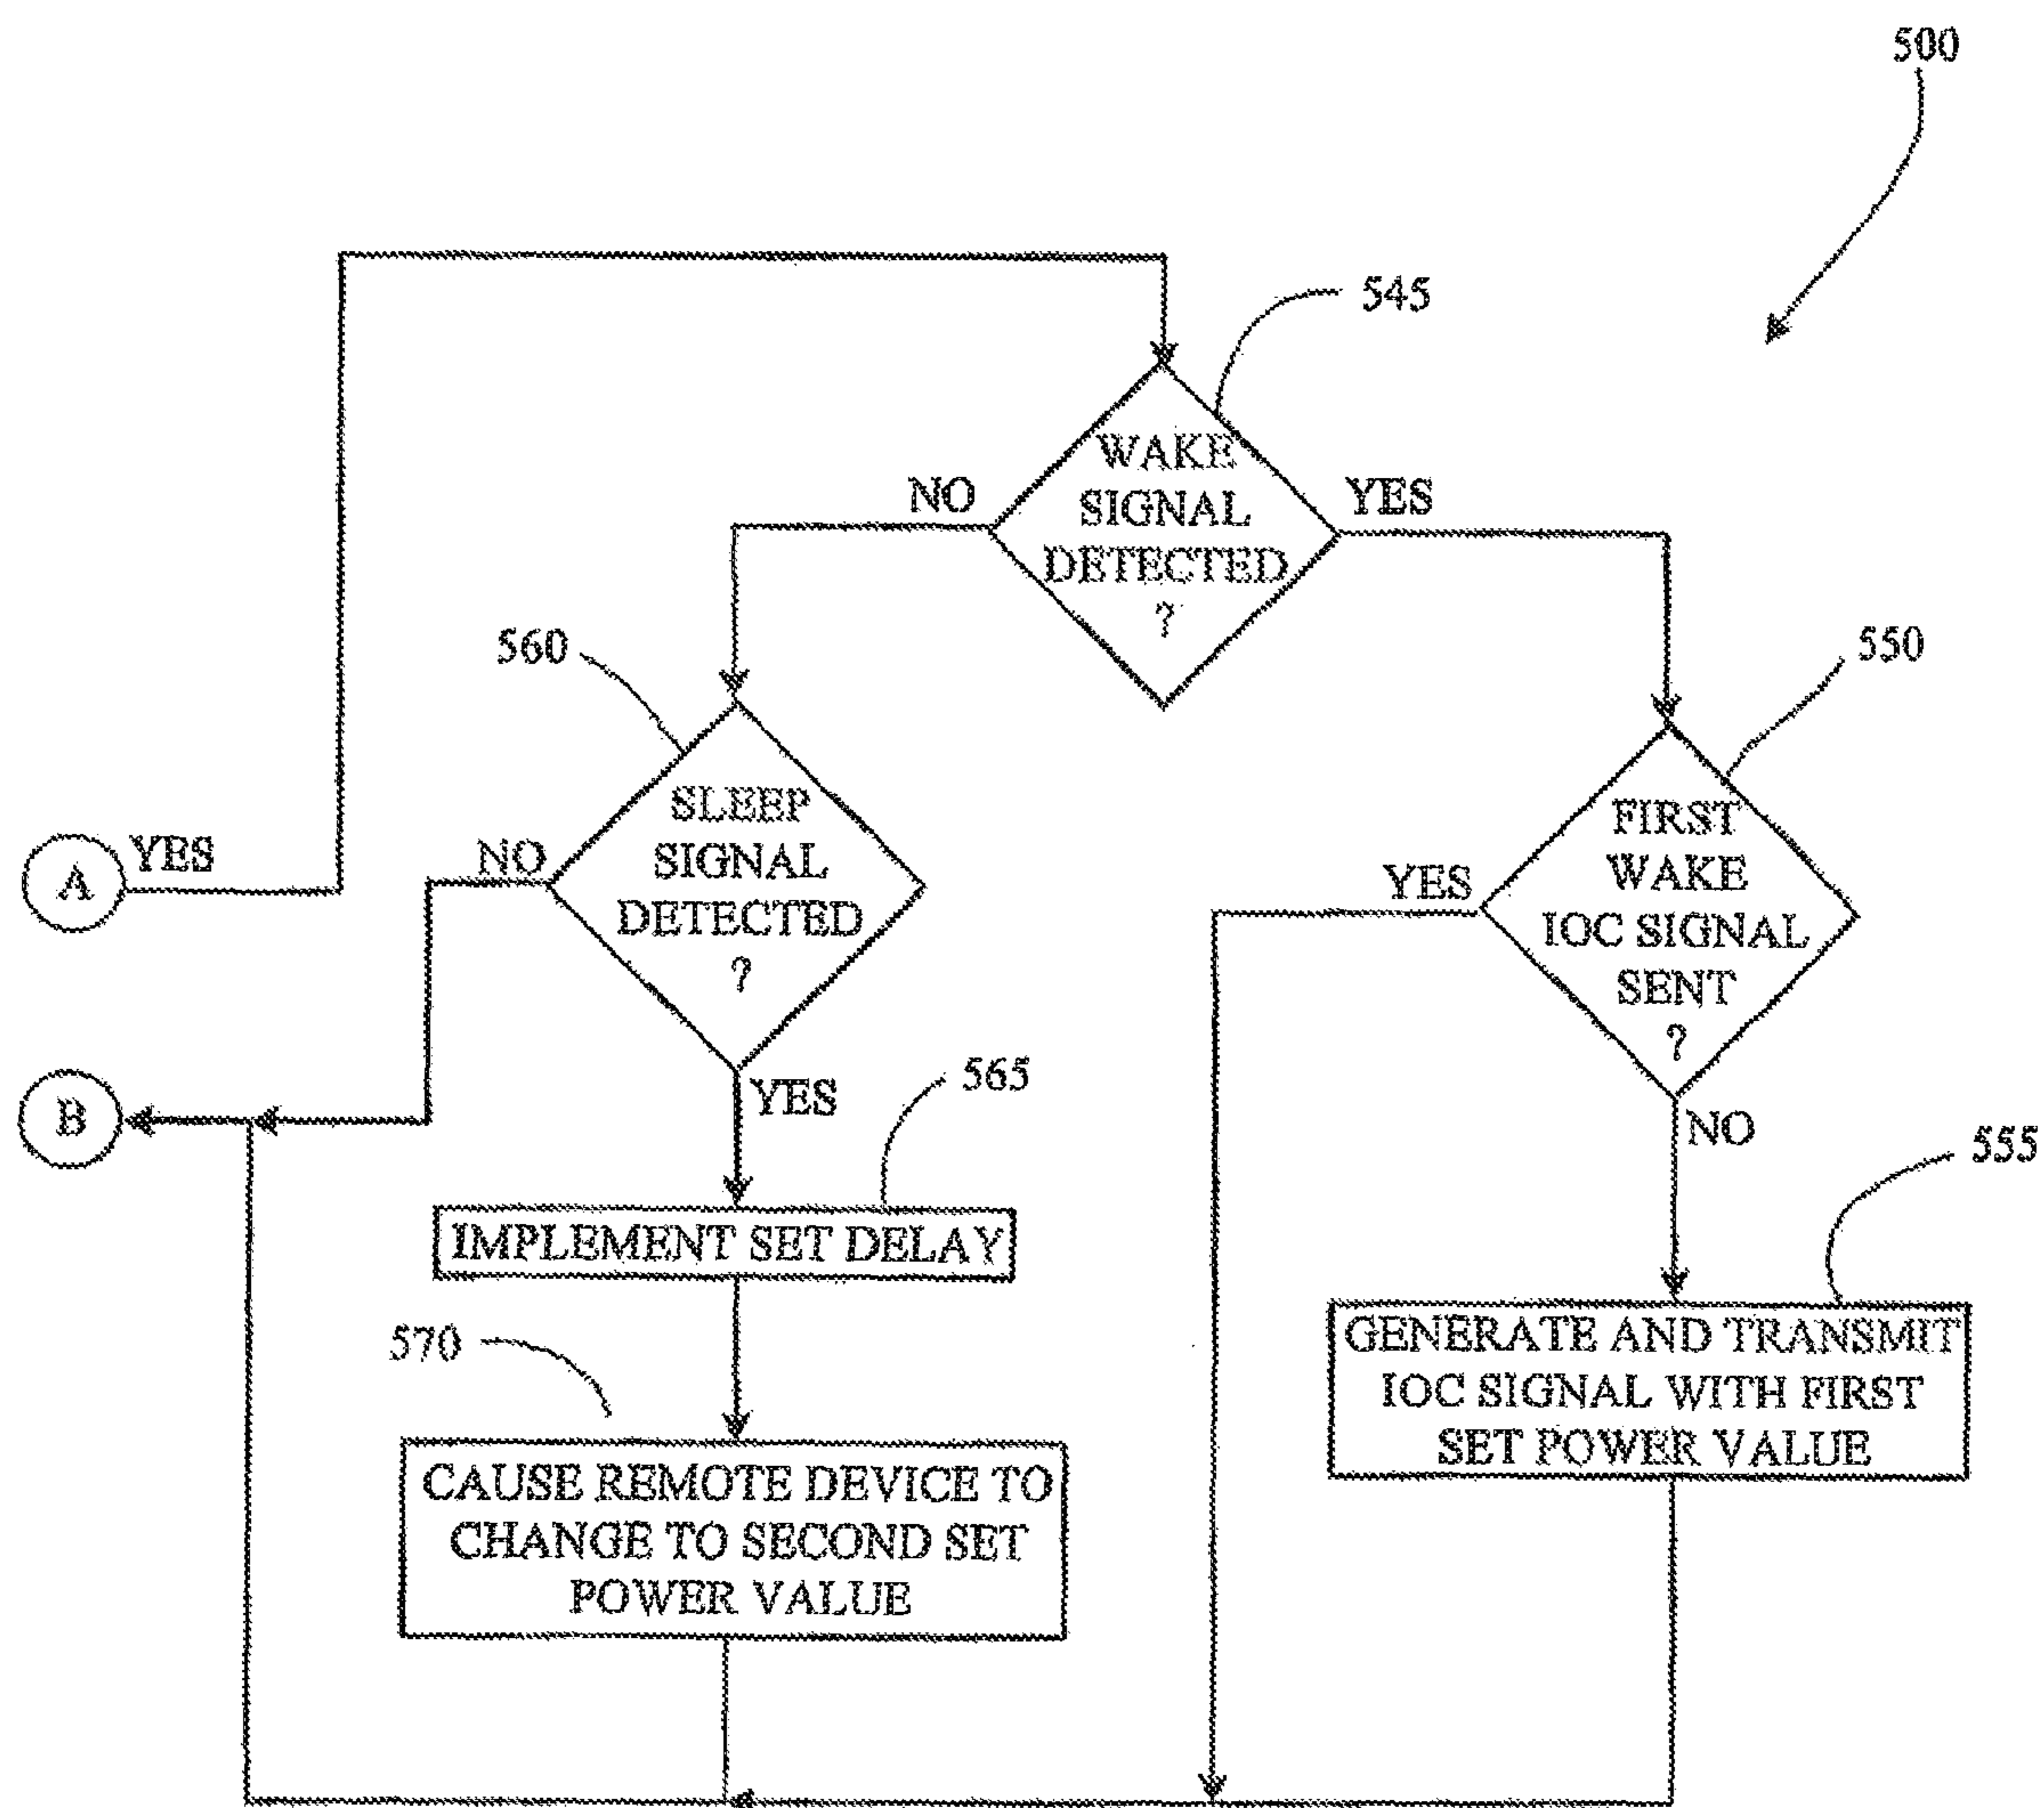 500
545
WAKE
SIGNAL
DETECTED
?
NO
YES
560
550
SLEEP
SIGNAL
DETECTED
?
NO
FIRST
WAKE
IOC SIGNAL
SENT
?
YES
A
YES
B
YES
565
NO
555
IMPLEMENT SET DELAY
570
GENERATE AND TRANSMIT
IOC SIGNAL WITH FIRST
SET POWER VALUE
CAUSE REMOTE DEVICE TO
CHANGE TO SECOND SET
POWER VALUE